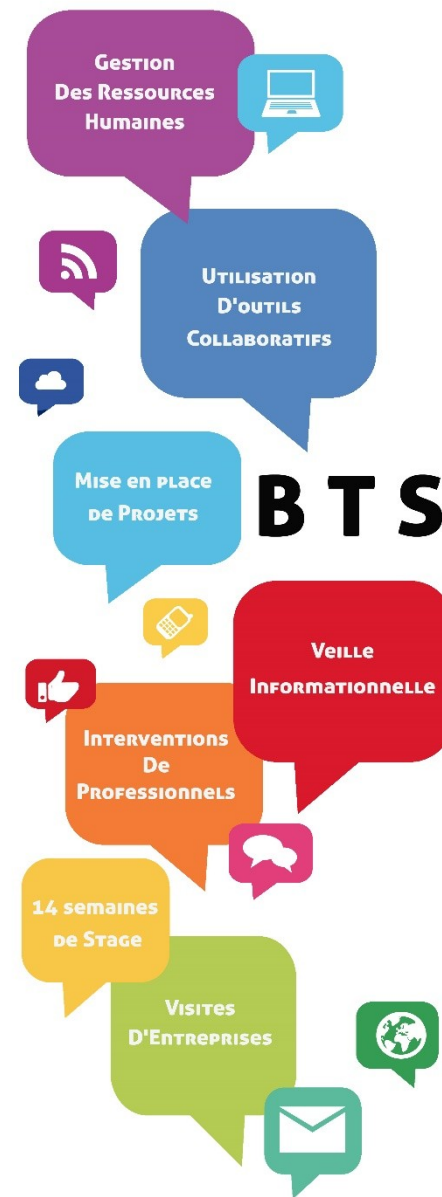 Gestion
Des Ressources
Humaines
Utilisation
D'outils
Collaboratifs
Mise en place
de Projets
BTS
Veille
Informationnelle
Interventions
De
Professionnels
14 semaines
de Stage
Visites
D'Entreprises